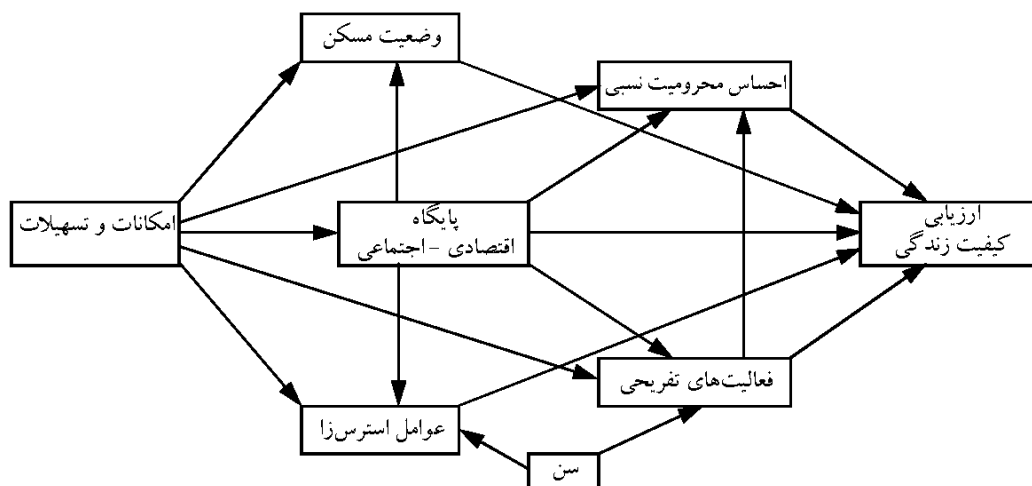 وضعیت مسکن
احساس محرومیت نسبی
امکانات و تسهیلات
پایگاه
اقتصادی - اجتماعی
ارزیابی
کیفیت زندگی
فعالیت‌های تفریحی
عوامل استرس‌زا
سن